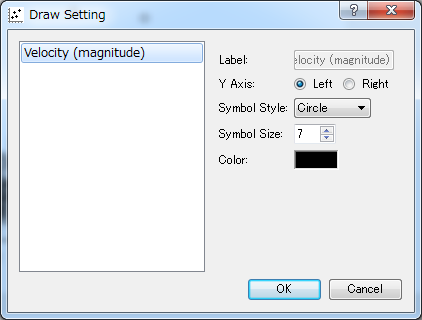 Draw Setting
Velocity (magnitude)
Label:
elocity (magnitude)
Y Axis:
Left
Right
Symbol Style:
Circle
Symbol Size:
7
Color:
OK
Cancel